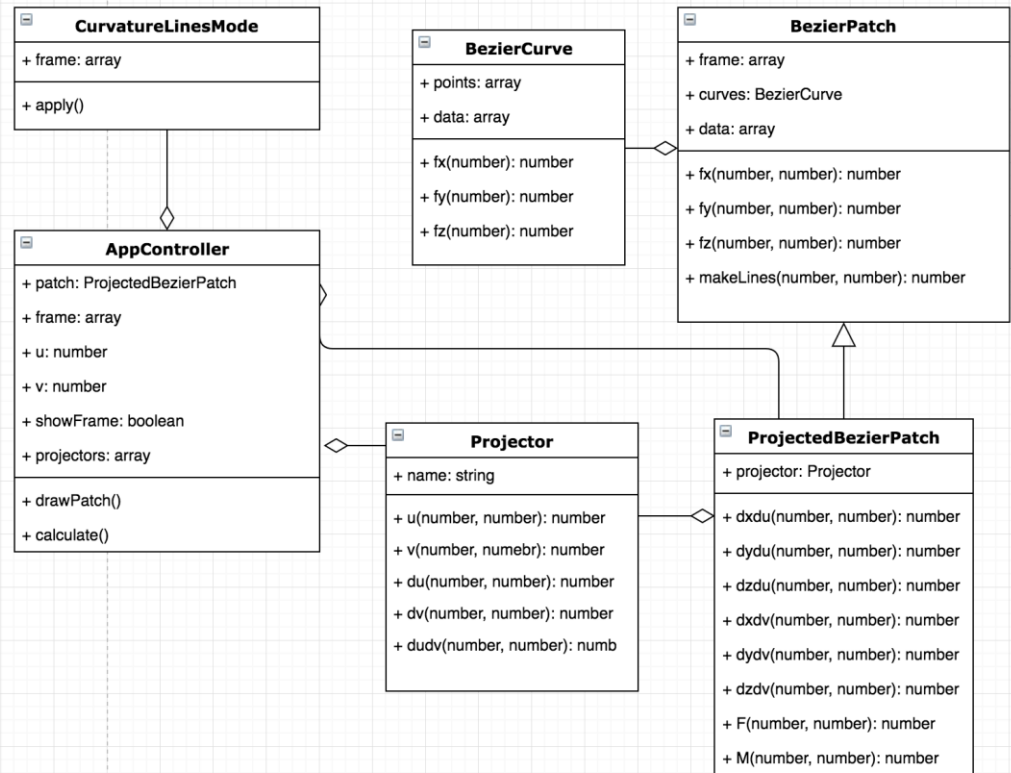 CurvatureLinesMode
+ frame: array
+ apply()
BezierCurve
+ points: array
+ data: array
+ fx(number): number
+ fy(number): number
+ fz(number): number
BezierPatch
+ frame: array
+ curves: BezierCurve
+ data: array
+ fx(number, number): number
+ fy(number, number): number
+ fz(number, number): number
+ makeLines(number, number): number
AppController
+ patch: ProjectedBezierPatch
+ frame: array
+ u: number
+ v: number
+ showFrame: boolean
+ projectors: array
+ drawPatch()
+ calculate()
Projector
+ name: string
+ u(number, number): number
+ v(number, numebr): number
+ du(number, number): number
+ dv(number, number): number
+ dudv(number, number): numb
ProjectedBezierPatch
+ projector: Projector
+ dxdu(number, number): number
+ dydu(number, number): number
+ dzdu(number, number): number
+ dxdv(number, number): number
+ dydv(number, number): number
+ dzdv(number, number): number
+ F(number, number): number
+ M(number, number): number